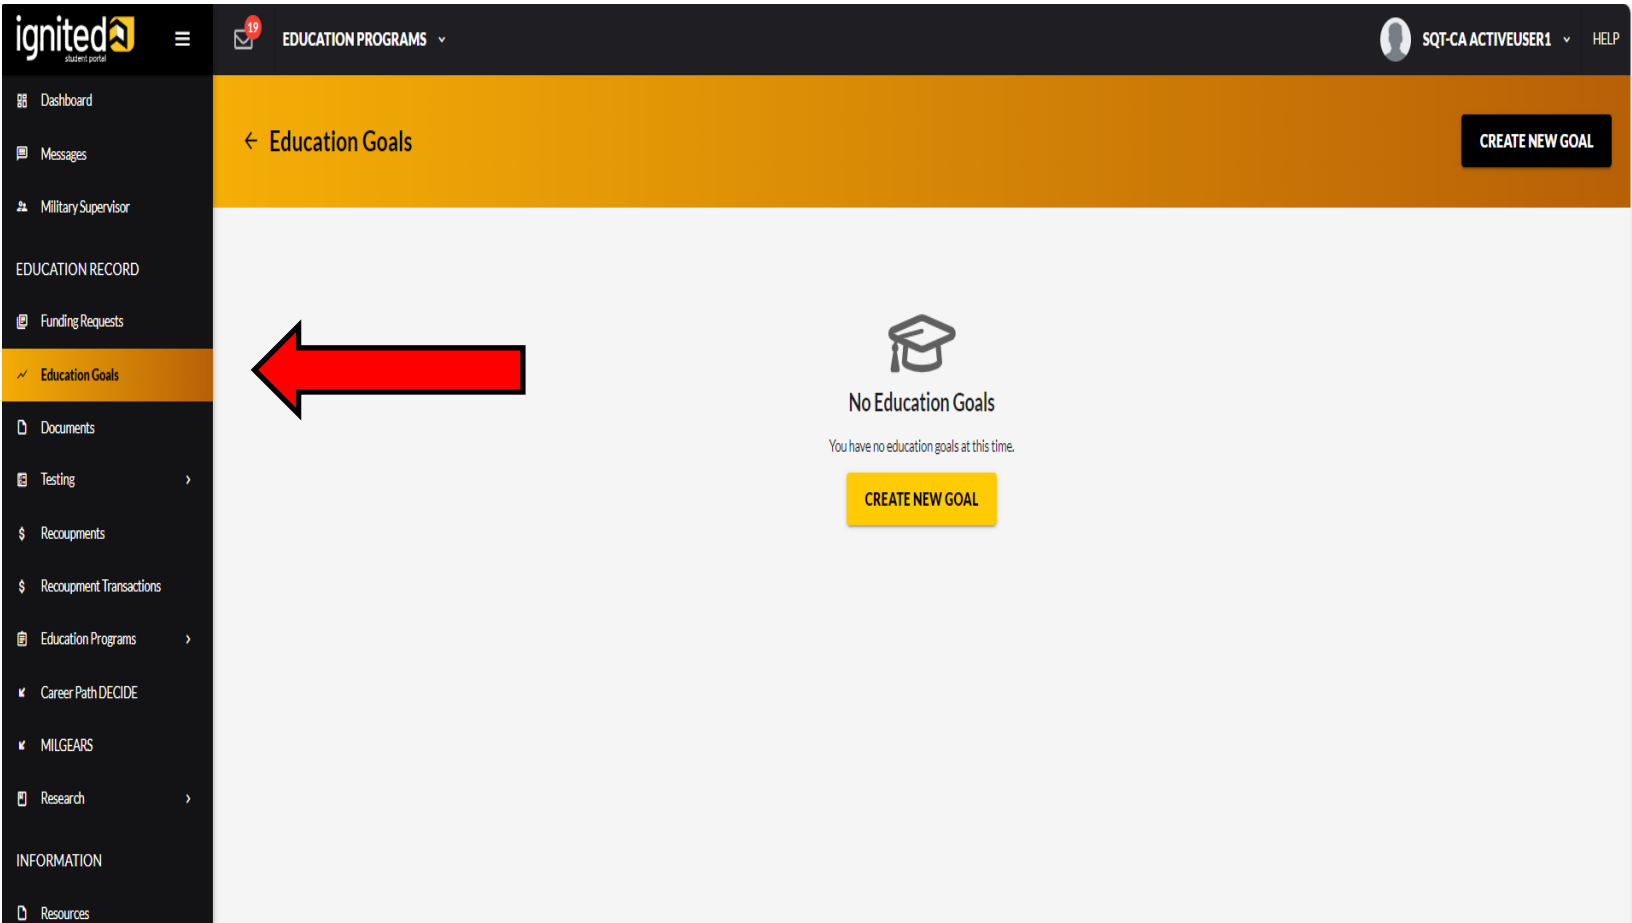 ignited
student portal
19
EDUCATION PROGRAMS
SQT-CA ACTIVEUSER1
HELP
Dashboard
Messages
Military Supervisor
EDUCATION RECORD
Funding Requests
Education Goals
Documents
Testing
$ Recoupments
$ Recoupment Transactions
Education Programs
Career Path DECIDE
MILGEARS
Research
INFORMATION
Resources
Education Goals
CREATE NEW GOAL
No Education Goals
You have no education goals at this time.
CREATE NEW GOAL